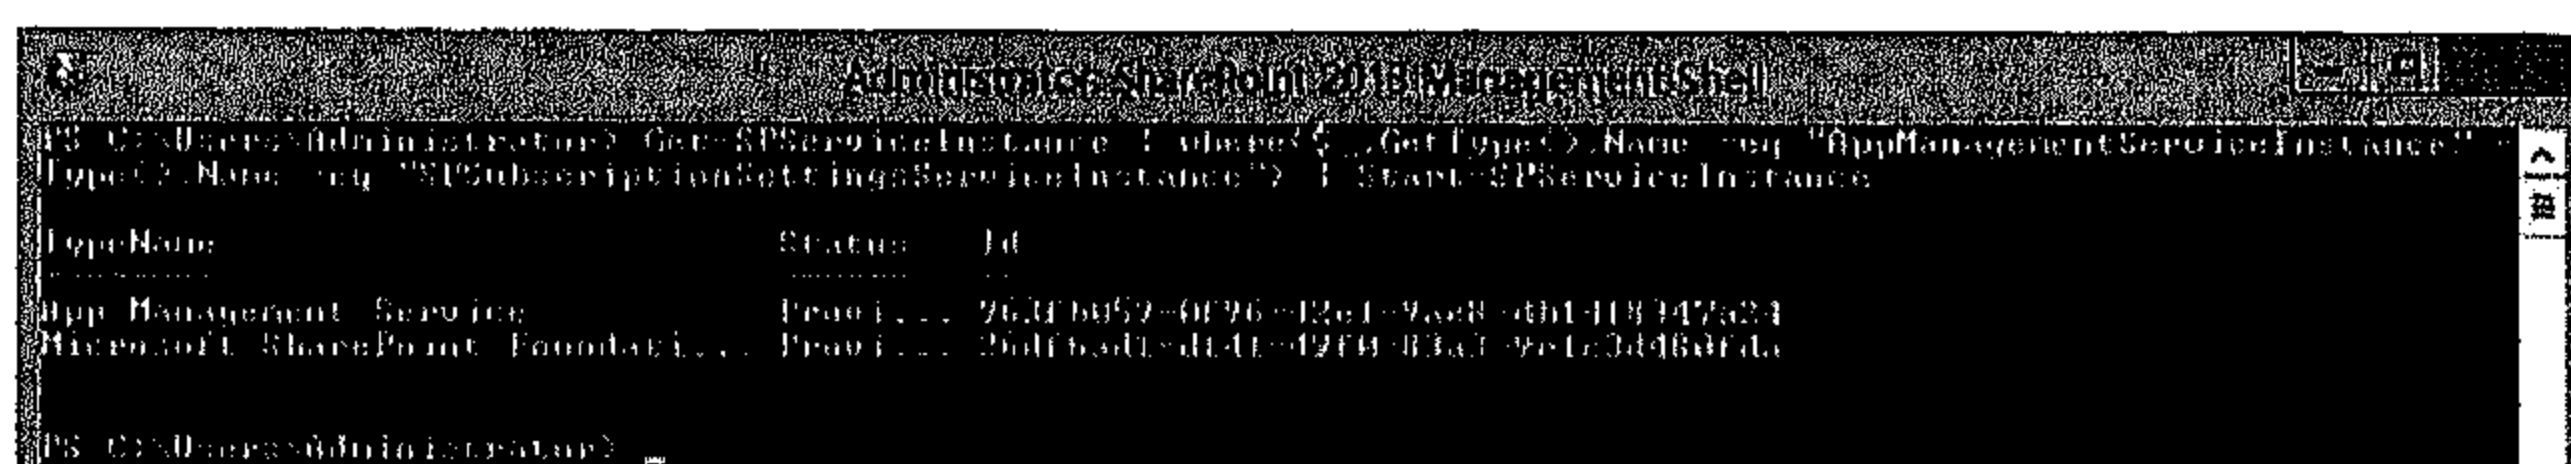 Administrator: SharePoint 2013 Management Shell
PS C:\Users\Administrator> Get-SPServiceInstance | where{$_.GetType().Name -eq "AppManagementServiceInstance" -
Type().Name -eq "SPSubscriptionSettingsServiceInstance"} | Start-SPServiceInstance
TypeName Status Id
App Management Service Provi...
Microsoft SharePoint Foundati... Provi...
PS C:\Users\Administrator> _